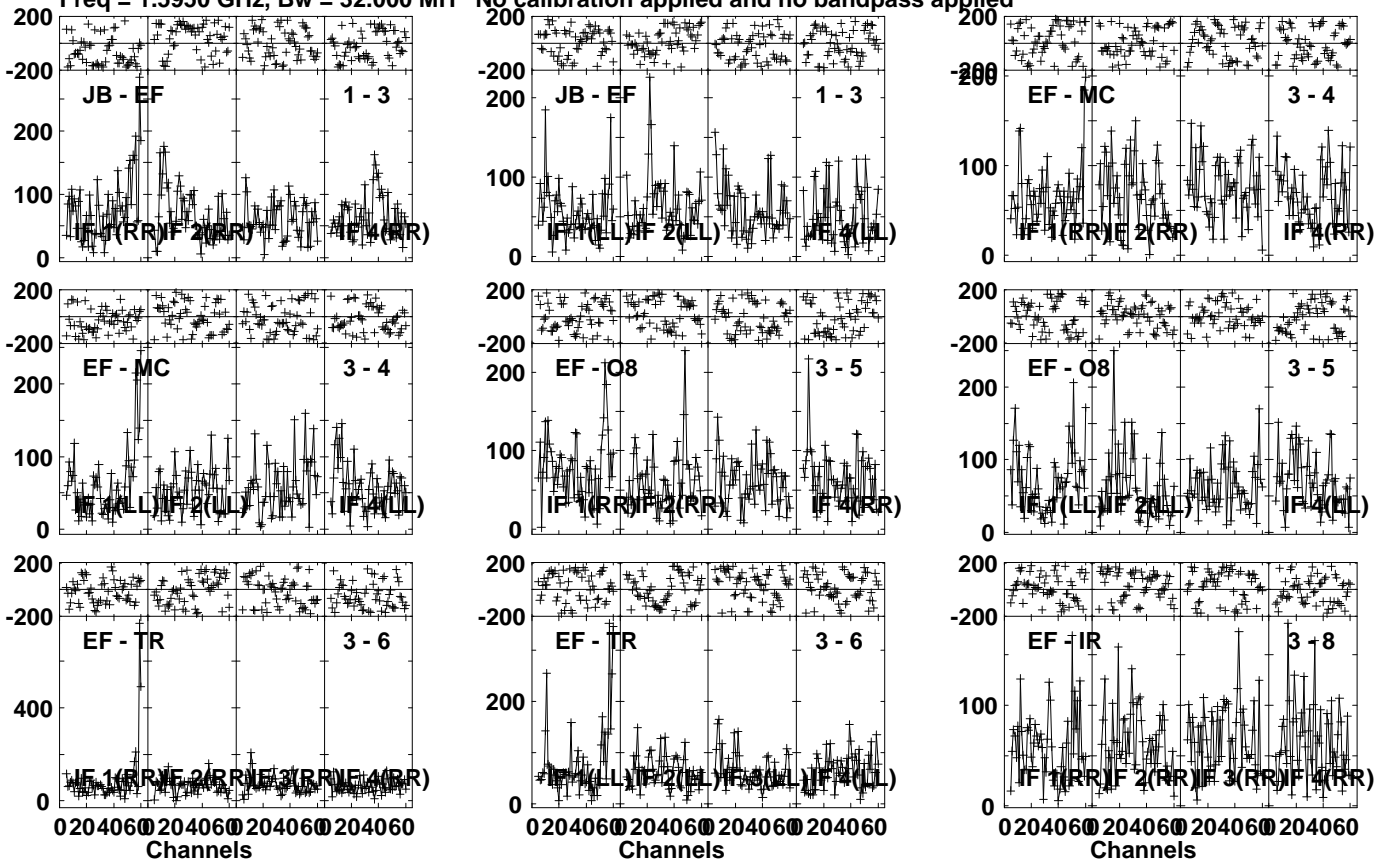 Freq = 1.5950 GHz, Bw = 32.000 MH No calibration applied and no bandpass applied
200 200 200
-200 -200 -200
200
JB - EF 1 - 3 JB - EF 1 - 3 EF - MC 3 - 4
200 200
100 100 100
IF 1(RR) IF 2(RR) IF 4(RR) IF 1(LL) IF 2(LL) IF 4(LL) IF 1(RR) IF 2(RR) IF 4(RR)
0 0 0
200 200 200
-200 -200 -200
EF - MC 3 - 4 EF - O8 3 - 5 EF - O8 3 - 5
200 200 200
100 100 100
IF 1(LL) IF 2(LL) IF 4(LL) IF 1(RR) IF 2(RR) IF 4(RR) IF 1(LL) IF 2(LL) IF 4(LL)
0 0 0
200 200 200
-200 -200 -200
EF - TR 3 - 6 EF - TR 3 - 6 EF - IR 3 - 8
400 200 100
IF 1(RR) IF 2(RR) IF 3(RR) IF 4(RR) IF 1(LL) IF 2(LL) IF 3(LL) IF 4(LL) IF 1(RR) IF 2(RR) IF 3(RR) IF 4(RR)
0 0 0
0 20 40 60 0 20 40 60 0 20 40 60 0 20 40 60 0 20 40 60 0 20 40 60 0 20 40 60 0 20 40 60 0 20 40 60 0 20 40 60 0 20 40 60 0 20 40 60
Channels Channels Channels